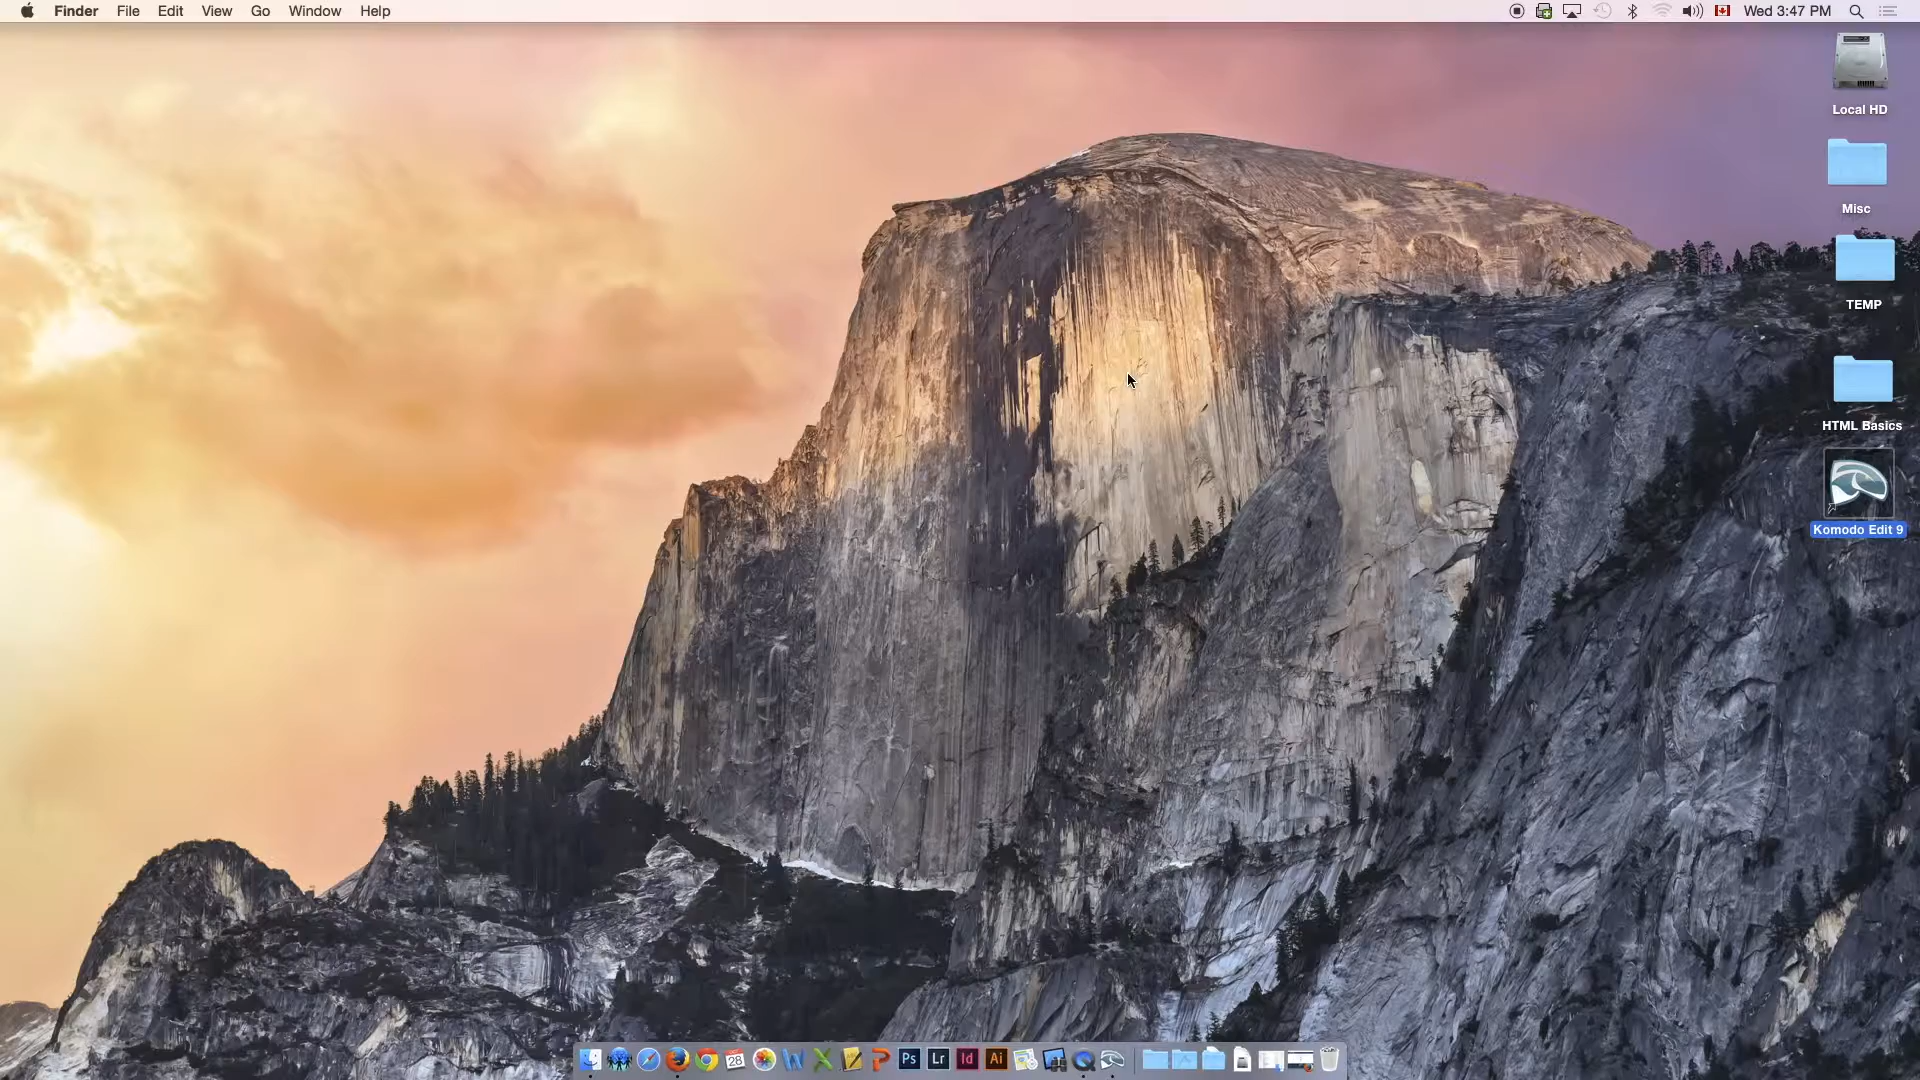 Finder File Edit View Go Window Help
Wed 3:47 PM
Local HD
Misc
TEMP
HTML Basics
Komodo Edit 9
28
Ps Lr Id Ai